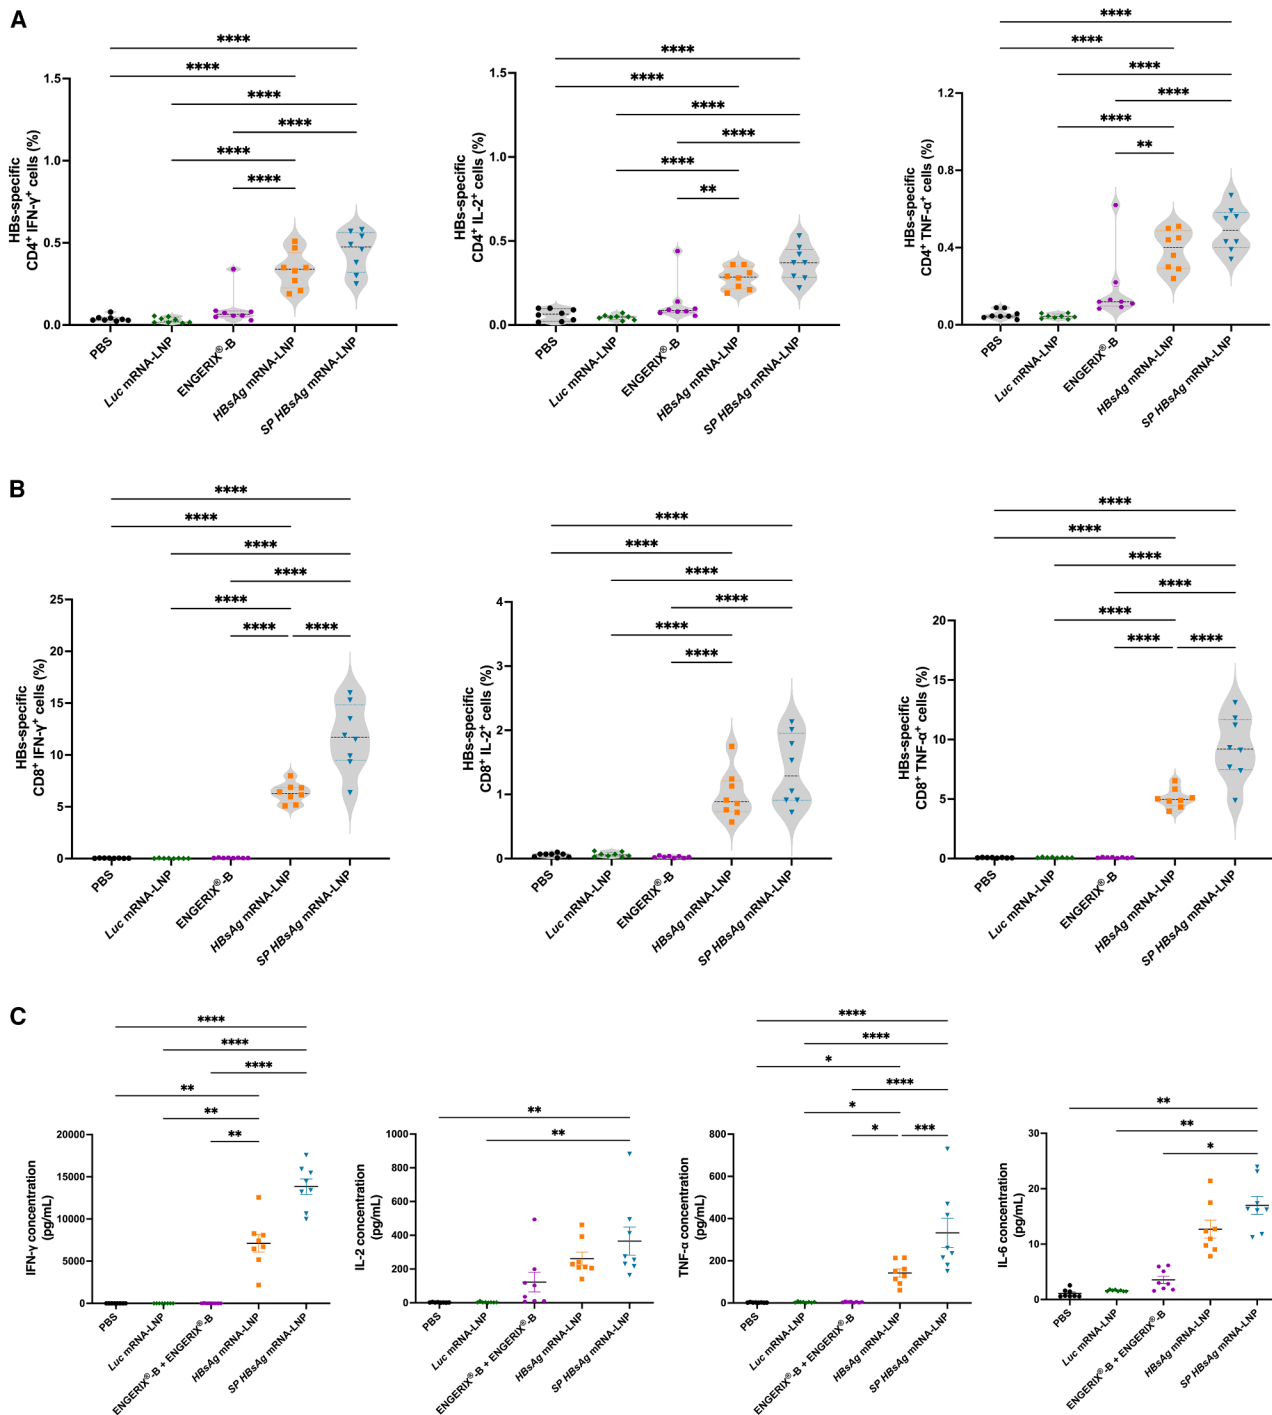 A
****
****
****
****
****
****
1.5
1.0
0.5
0.0
HBs-specific
CD4+ IFN-γ+ cells (%)
PBS
Luc mRNA-LNP
ENGERIX®-B
HBsAg mRNA-LNP
SP HBsAg mRNA-LNP
****
****
****
****
****
**
1.5
1.0
0.5
0.0
HBs-specific
CD4+ IL-2+ cells (%)
PBS
Luc mRNA-LNP
ENGERIX®-B
HBsAg mRNA-LNP
SP HBsAg mRNA-LNP
****
****
****
****
****
**
1.2
0.8
0.4
0.0
HBs-specific
CD4+ TNF-α+ cells (%)
PBS
Luc mRNA-LNP
ENGERIX®-B
HBsAg mRNA-LNP
SP HBsAg mRNA-LNP
B
****
****
****
****
****
**** ****
25
20
15
10
5
0
HBs-specific
CD8+ IFN-γ+ cells (%)
PBS
Luc mRNA-LNP
ENGERIX®-B
HBsAg mRNA-LNP
SP HBsAg mRNA-LNP
****
****
****
****
****
****
4
3
2
1
0
HBs-specific
CD8+ IL-2+ cells (%)
PBS
Luc mRNA-LNP
ENGERIX®-B
HBsAg mRNA-LNP
SP HBsAg mRNA-LNP
****
****
****
****
****
**** ****
20
15
10
5
0
HBs-specific
CD8+ TNF-α+ cells (%)
PBS
Luc mRNA-LNP
ENGERIX®-B
HBsAg mRNA-LNP
SP HBsAg mRNA-LNP
C
****
****
****
**
**
**
20000
15000
10000
5000
0
IFN-γ concentration
(pg/mL)
PBS
Luc mRNA-LNP
ENGERIX®-B + ENGERIX®-B
HBsAg mRNA-LNP
SP HBsAg mRNA-LNP
**
**
1000
800
600
400
200
0
IL-2 concentration
(pg/mL)
PBS
Luc mRNA-LNP
ENGERIX®-B + ENGERIX®-B
HBsAg mRNA-LNP
SP HBsAg mRNA-LNP
****
****
*
****
*
* ***
800
600
400
200
0
TNF-α concentration
(pg/mL)
PBS
Luc mRNA-LNP
ENGERIX®-B + ENGERIX®-B
HBsAg mRNA-LNP
SP HBsAg mRNA-LNP
**
**
*
30
20
10
0
IL-6 concentration
(pg/mL)
PBS
Luc mRNA-LNP
ENGERIX®-B + ENGERIX®-B
HBsAg mRNA-LNP
SP HBsAg mRNA-LNP